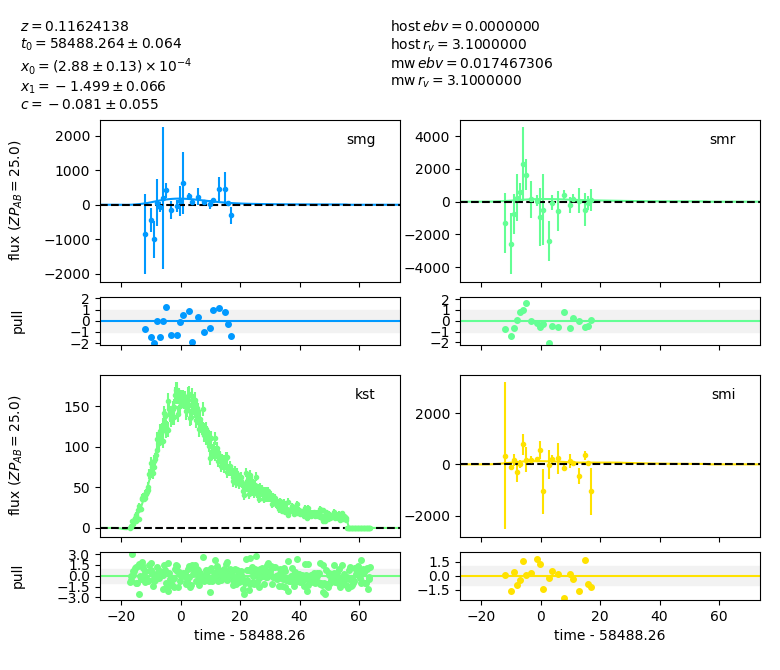 z = 0.11624138
t₀ = 58488.264 ± 0.064
x₀ = (2.88 ± 0.13) × 10⁻⁴
x₁ = −1.499 ± 0.066
c = −0.081 ± 0.055
host ebv = 0.0000000
host r_v = 3.1000000
mw ebv = 0.017467306
mw r_v = 3.1000000
flux (ZP_AB = 25.0)
2000
1000
0
−1000
−2000
smg
4000
2000
0
−2000
−4000
smr
pull
2
1
0
−1
−2
2
1
0
−1
−2
flux (ZP_AB = 25.0)
150
100
50
0
kst
2000
0
−2000
smi
pull
3.0
1.5
0.0
−1.5
−3.0
1.5
0.0
−1.5
−20 0 20 40 60
time - 58488.26
−20 0 20 40 60
time - 58488.26